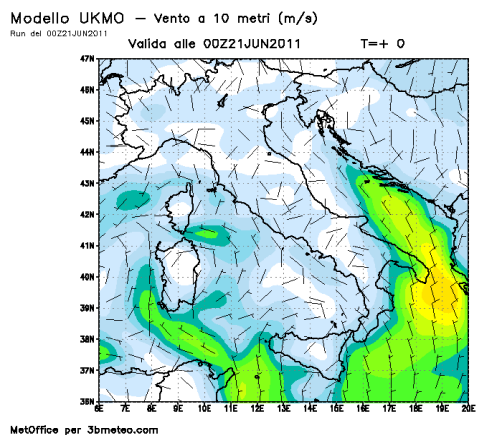 Modello UKMO – Vento a 10 metri (m/s)
Run del 00Z21JUN2011
Valida alle 00Z21JUN2011 T=+ 0
47N
46N
45N
44N
43N
42N
41N
40N
39N
38N
37N
36N
35N
6E 7E 8E 9E 10E 11E 12E 13E 14E 15E 16E 17E 18E 19E 20E
MetOffice per 3bmeteo.com